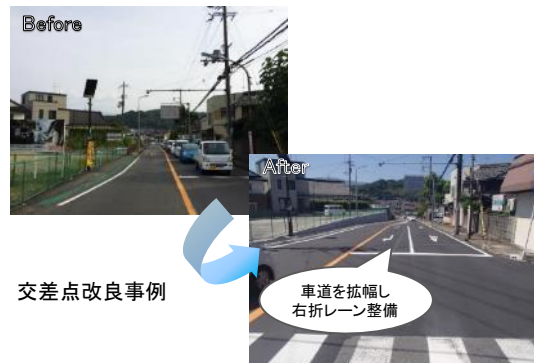 Before
After
交差点改良事例
車道を拡幅し
右折レーン整備